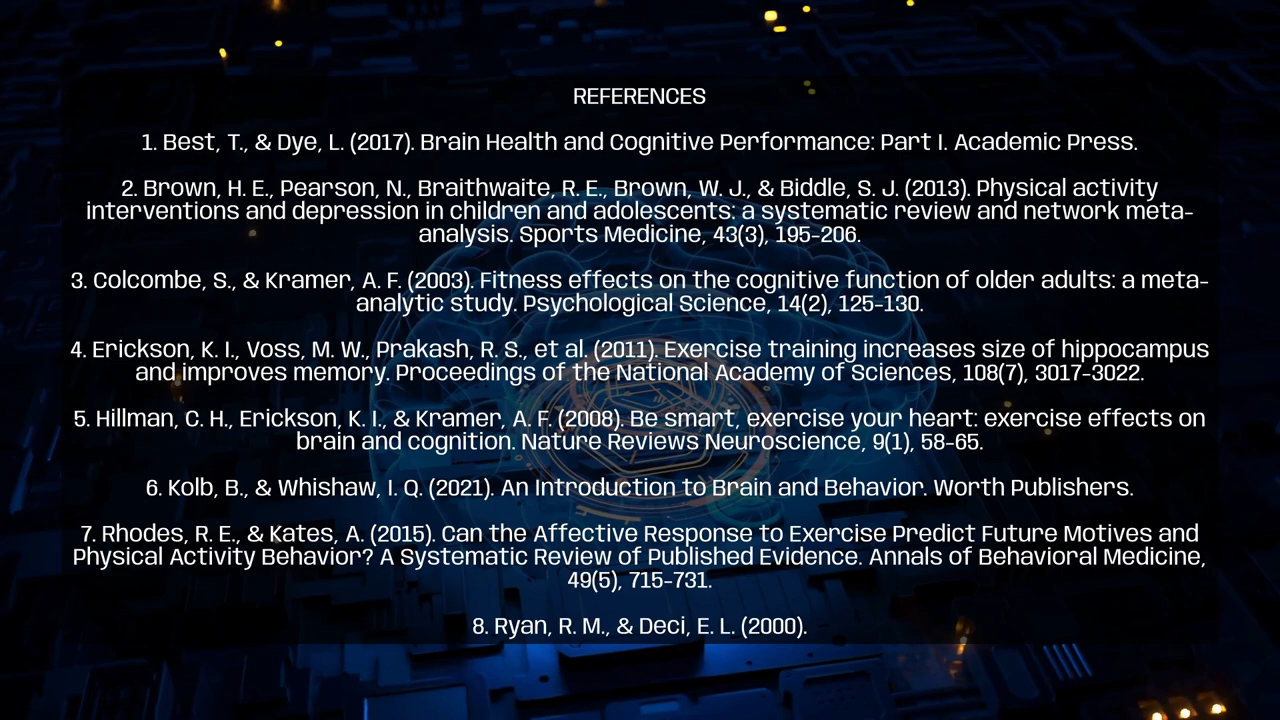 REFERENCES
1. Best, T., & Dye, L. (2017). Brain Health and Cognitive Performance: Part I. Academic Press.
2. Brown, H. E., Pearson, N., Braithwaite, R. E., Brown, W. J., & Biddle, S. J. (2013). Physical activity
interventions and depression in children and adolescents: a systematic review and network meta-
analysis. Sports Medicine, 43(3), 195-206.
3. Colcombe, S., & Kramer, A. F. (2003). Fitness effects on the cognitive function of older adults: a meta-
analytic study. Psychological Science, 14(2), 125-130.
4. Erickson, K. I., Voss, M. W., Prakash, R. S., et al. (2011). Exercise training increases size of hippocampus
and improves memory. Proceedings of the National Academy of Sciences, 108(7), 3017-3022.
5. Hillman, C. H., Erickson, K. I., & Kramer, A. F. (2008). Be smart, exercise your heart: exercise effects on
brain and cognition. Nature Reviews Neuroscience, 9(1), 58-65.
6. Kolb, B., & Whishaw, I. Q. (2021). An Introduction to Brain and Behavior. Worth Publishers.
7. Rhodes, R. E., & Kates, A. (2015). Can the Affective Response to Exercise Predict Future Motives and
Physical Activity Behavior? A Systematic Review of Published Evidence. Annals of Behavioral Medicine,
49(5), 715-731.
8. Ryan, R. M., & Deci, E. L. (2000).